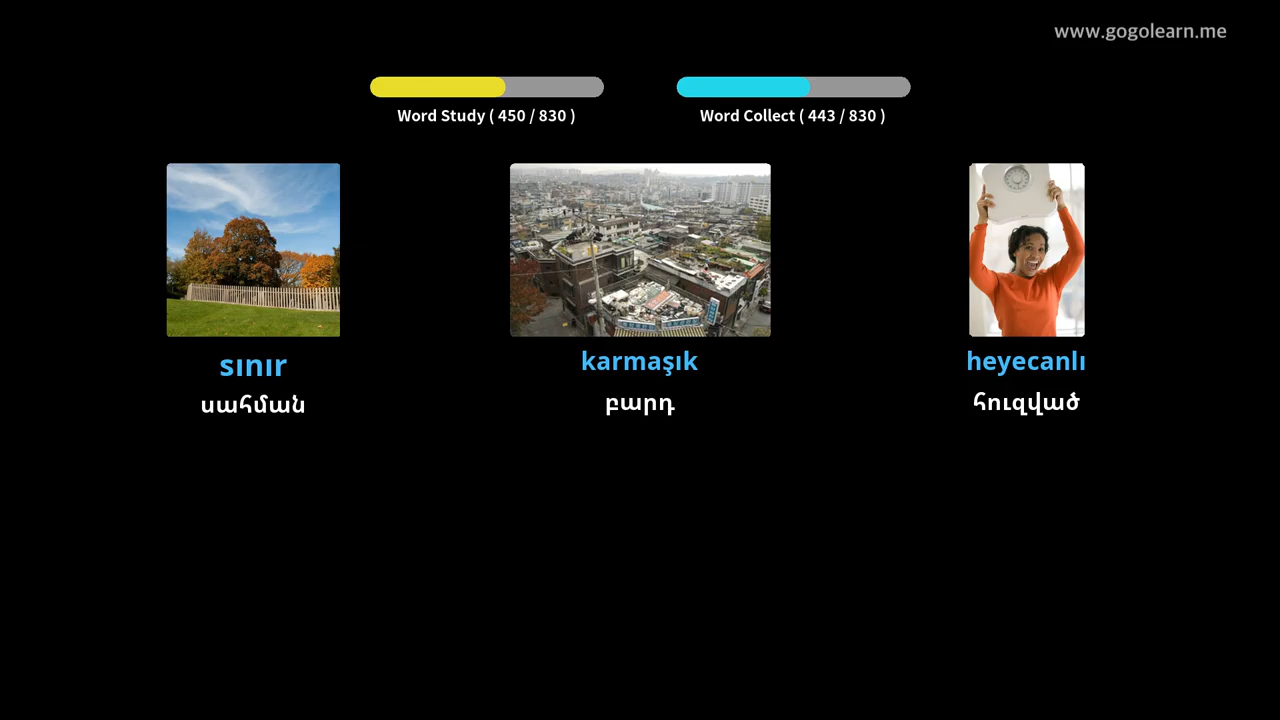 www.gogolearn.me
Word Study ( 450 / 830 )
Word Collect ( 443 / 830 )
sınır
karmaşık
heyecanlı
սահման
բարդ
հուզված